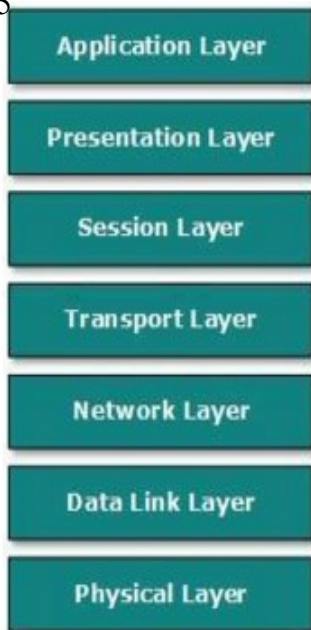 Application Layer
Presentation Layer
Session Layer
Transport Layer
Network Layer
Data Link Layer
Physical Layer